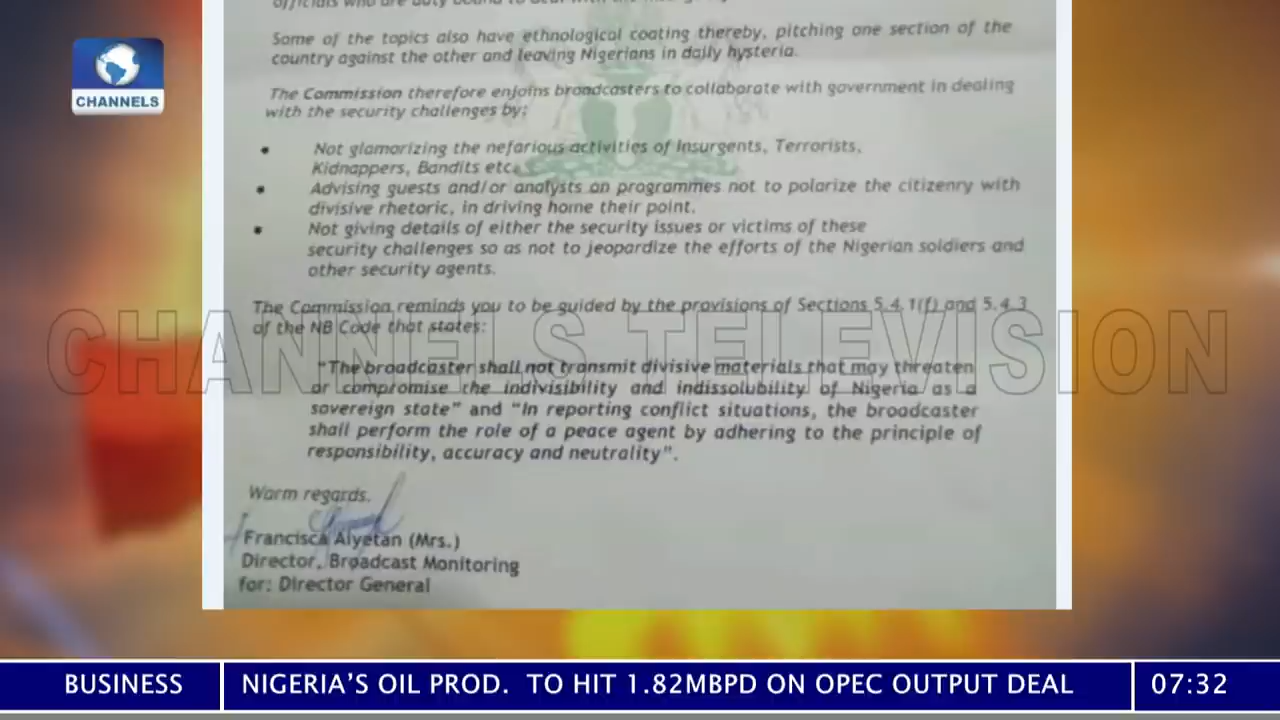 officials who are duty bound to deal with the
Some of the topics also have ethnological coating thereby, pitching one section of the
country against the other and leaving Nigerians in daily hysteria.
The Commission therefore enjoins broadcasters to collaborate with government in dealing
with the security challenges by;
• Not glamorizing the nefarious activities of Insurgents, Terrorists,
Kidnappers, Bandits etc.
• Advising guests and/or analysts on programmes not to polarize the citizenry with
divisive rhetoric, in driving home their point.
• Not giving details of either the security issues or victims of these
security challenges so as not to jeopardize the efforts of the Nigerian soldiers and
other security agents.
The Commission reminds you to be guided by the provisions of Sections 5.4.1(f) and 5.4.3
of the NB Code that states:
"The broadcaster shall not transmit divisive materials that may threaten
or compromise the indivisibility and indissolubility of Nigeria as a
sovereign state" and "In reporting conflict situations, the broadcaster
shall perform the role of a peace agent by adhering to the principle of
responsibility, accuracy and neutrality".
Warm regards.
Francisca Aiyetan (Mrs.)
Director, Broadcast Monitoring
for: Director General
CHANNELS
CHANNELS TELEVISION
BUSINESS
NIGERIA'S OIL PROD. TO HIT 1.82MBPD ON OPEC OUTPUT DEAL
07:32